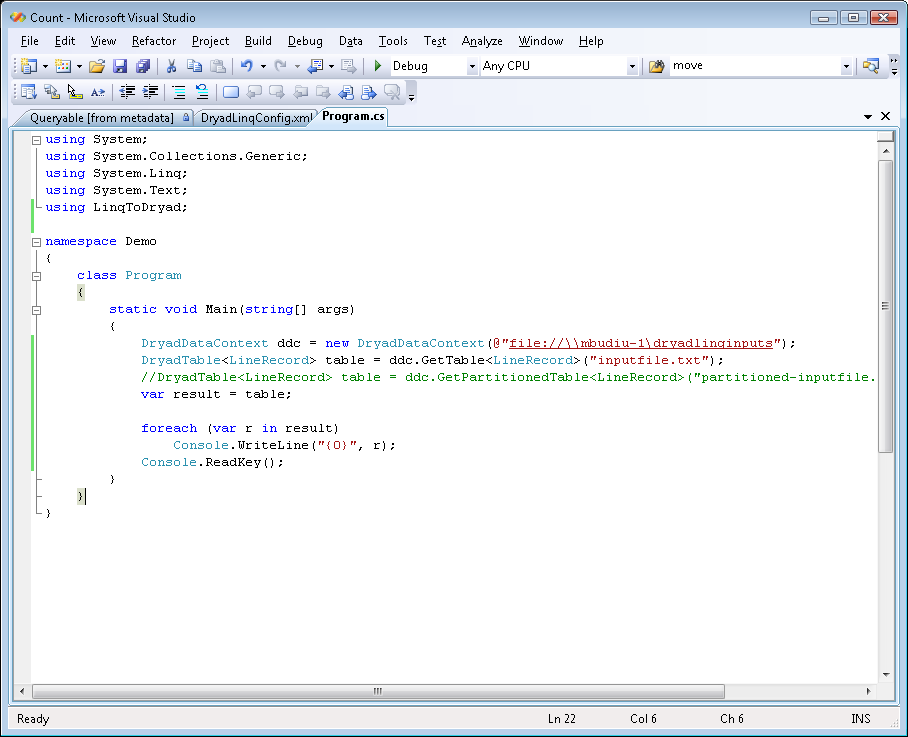 Count - Microsoft Visual Studio
File Edit View Refactor Project Build Debug Data Tools Test Analyze Window Help
Debug Any CPU move
Queryable [from metadata] DryadLinqConfig.xml Program.cs
using System;
using System.Collections.Generic;
using System.Linq;
using System.Text;
using LinqToDryad;
namespace Demo
{
class Program
{
static void Main(string[] args)
{
DryadDataContext ddc = new DryadDataContext(@"file://\\mbudiu-1\dryadlinqinputs");
DryadTable<LineRecord> table = ddc.GetTable<LineRecord>("inputfile.txt");
//DryadTable<LineRecord> table = ddc.GetPartitionedTable<LineRecord>("partitioned-inputfile.
var result = table;
foreach (var r in result)
Console.WriteLine("{0}", r);
Console.ReadKey();
}
}
}
Ready Ln 22 Col 6 Ch 6 INS